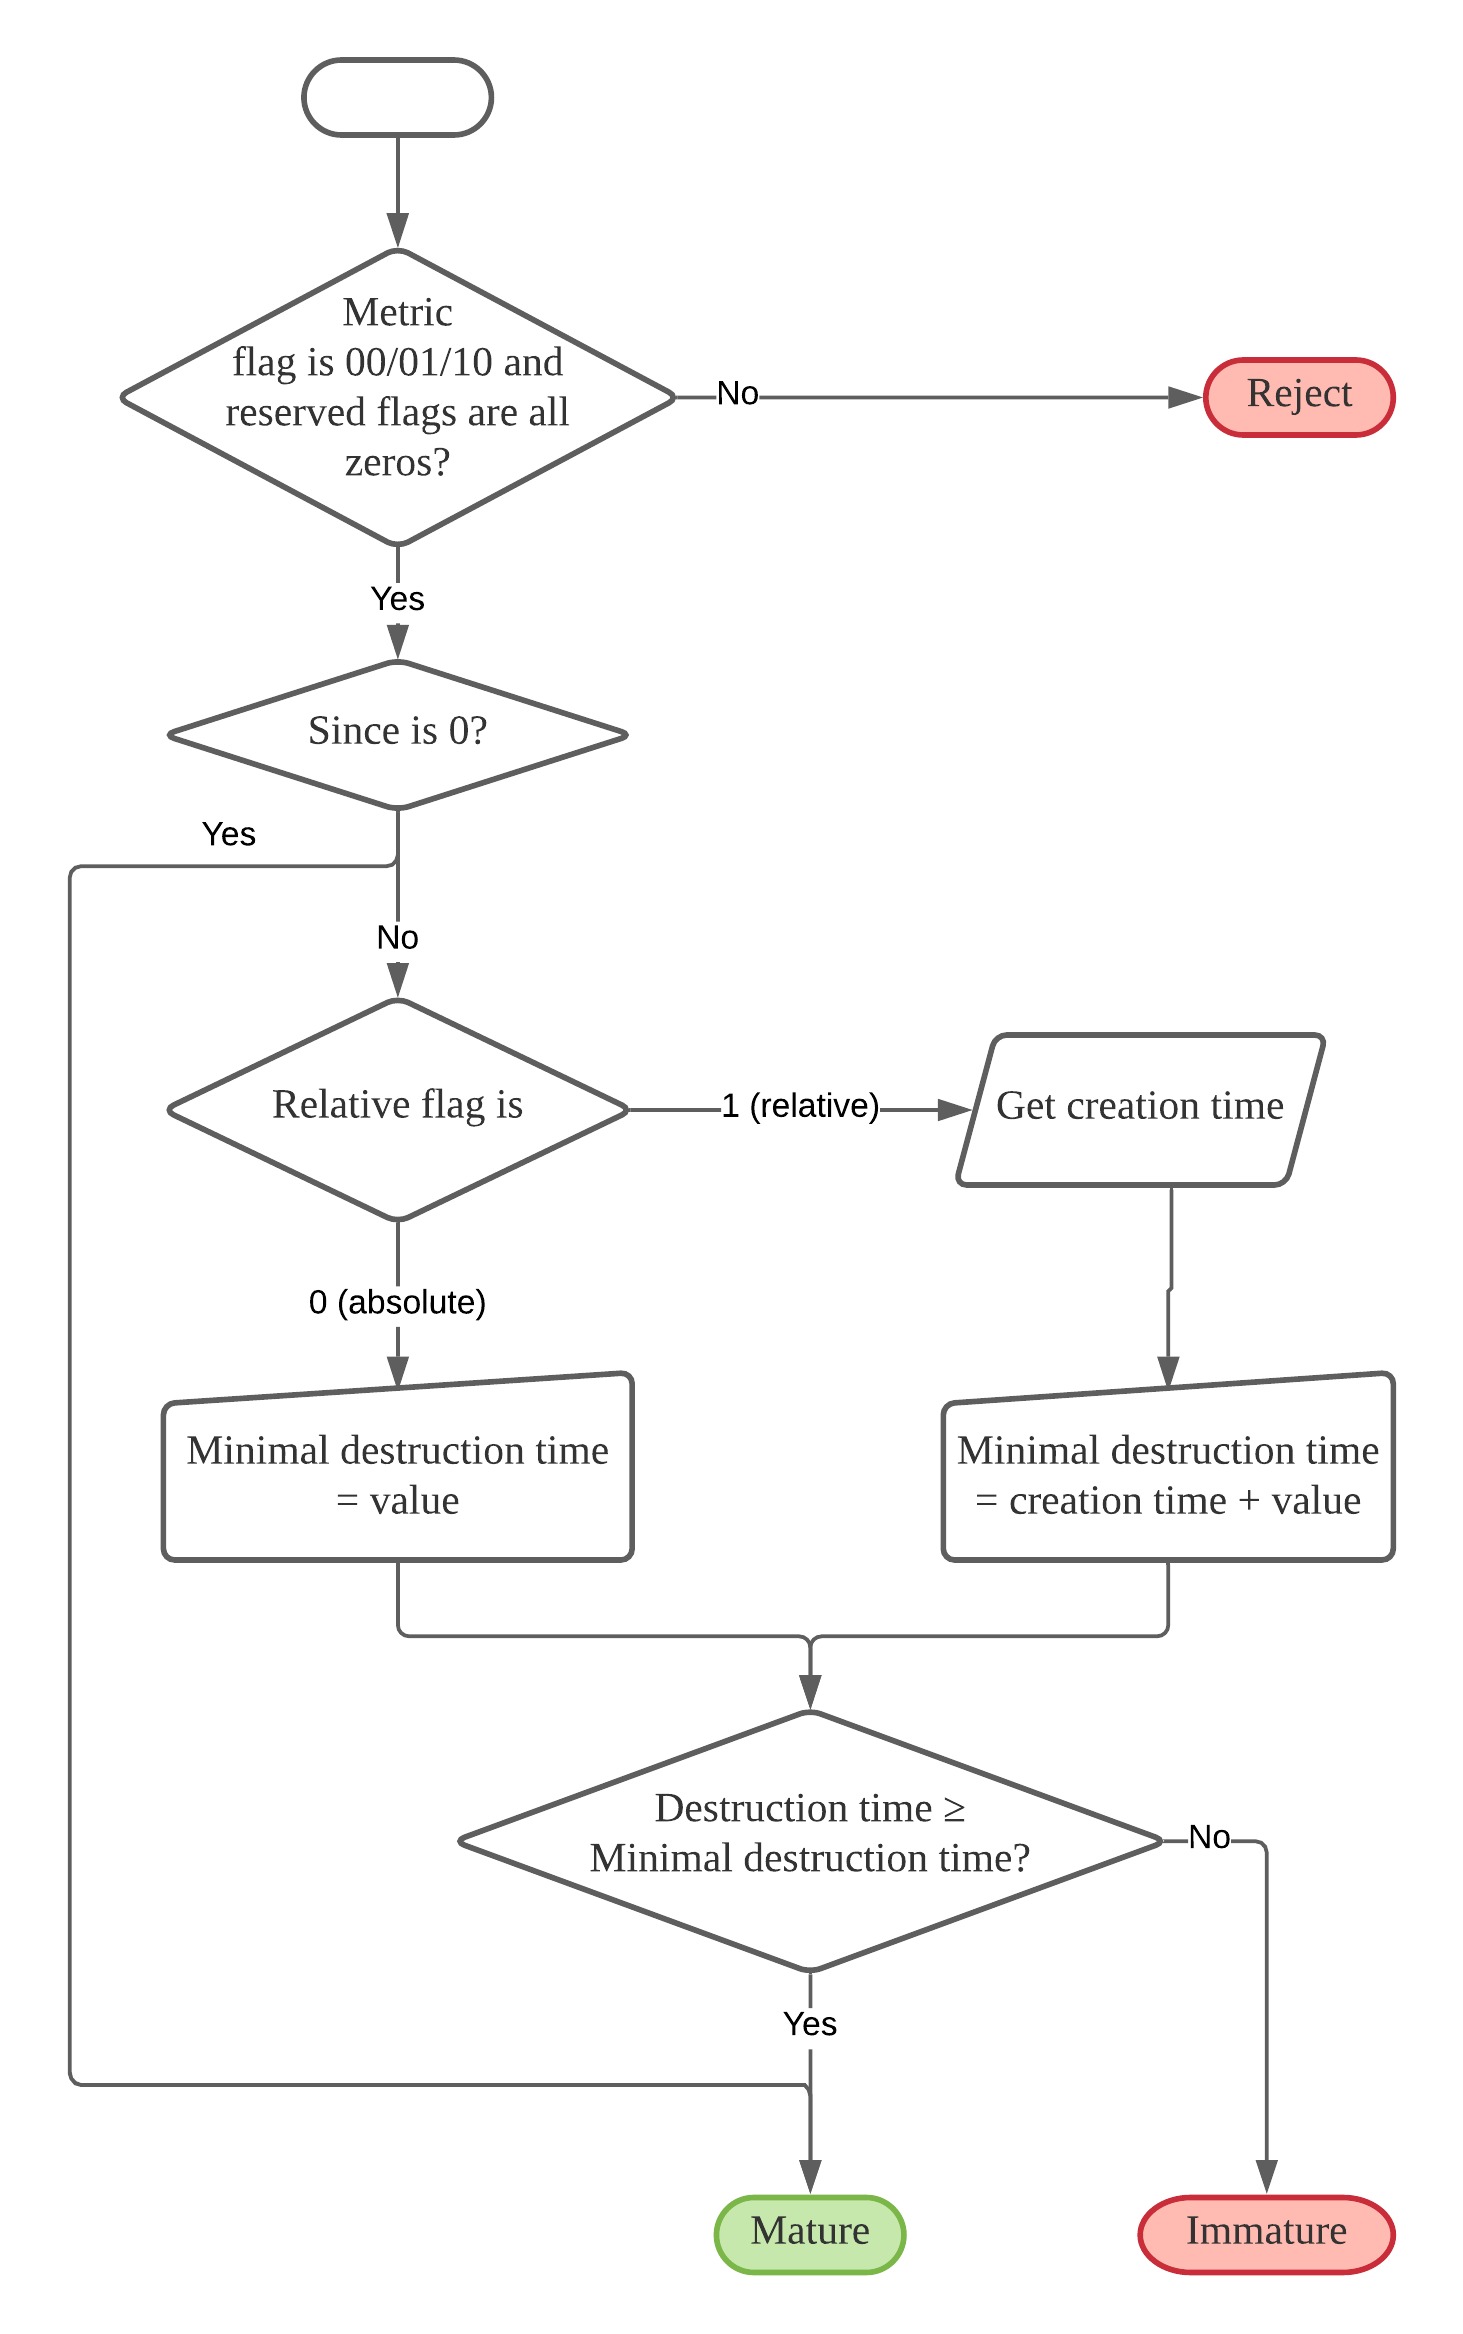 Metric
flag is 00/01/10 and
reserved flags are all
zeros?
No
Reject
Yes
Since is 0?
Yes
No
Relative flag is
1 (relative)
Get creation time
0 (absolute)
Minimal destruction time
= value
Minimal destruction time
= creation time + value
Destruction time ≥
Minimal destruction time?
No
Yes
Mature
Immature